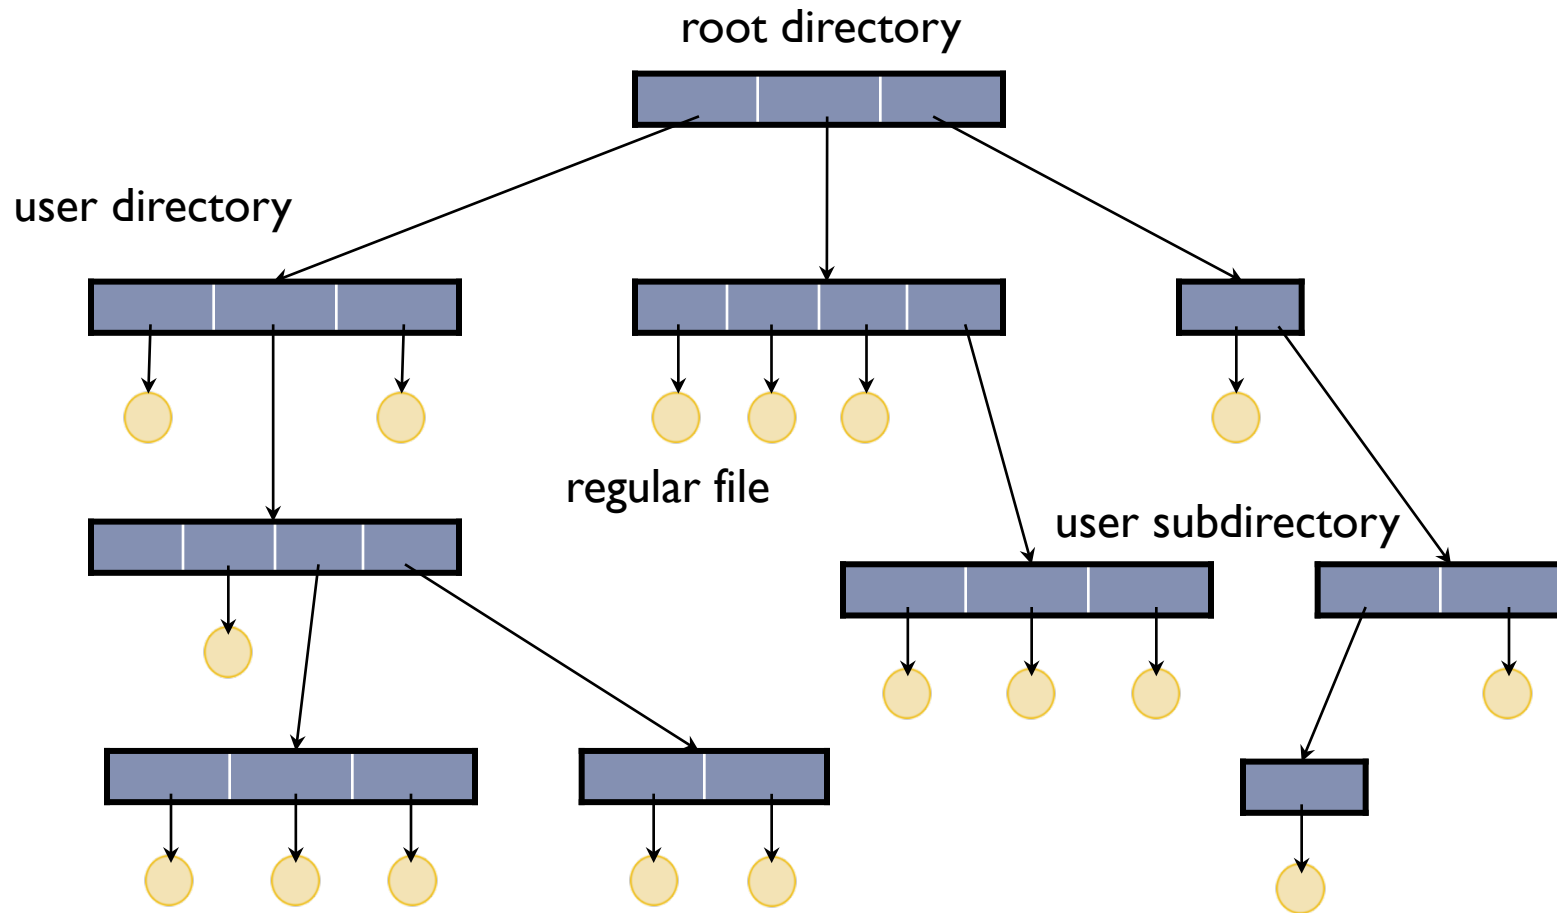 root directory
user directory
regular file
user subdirectory